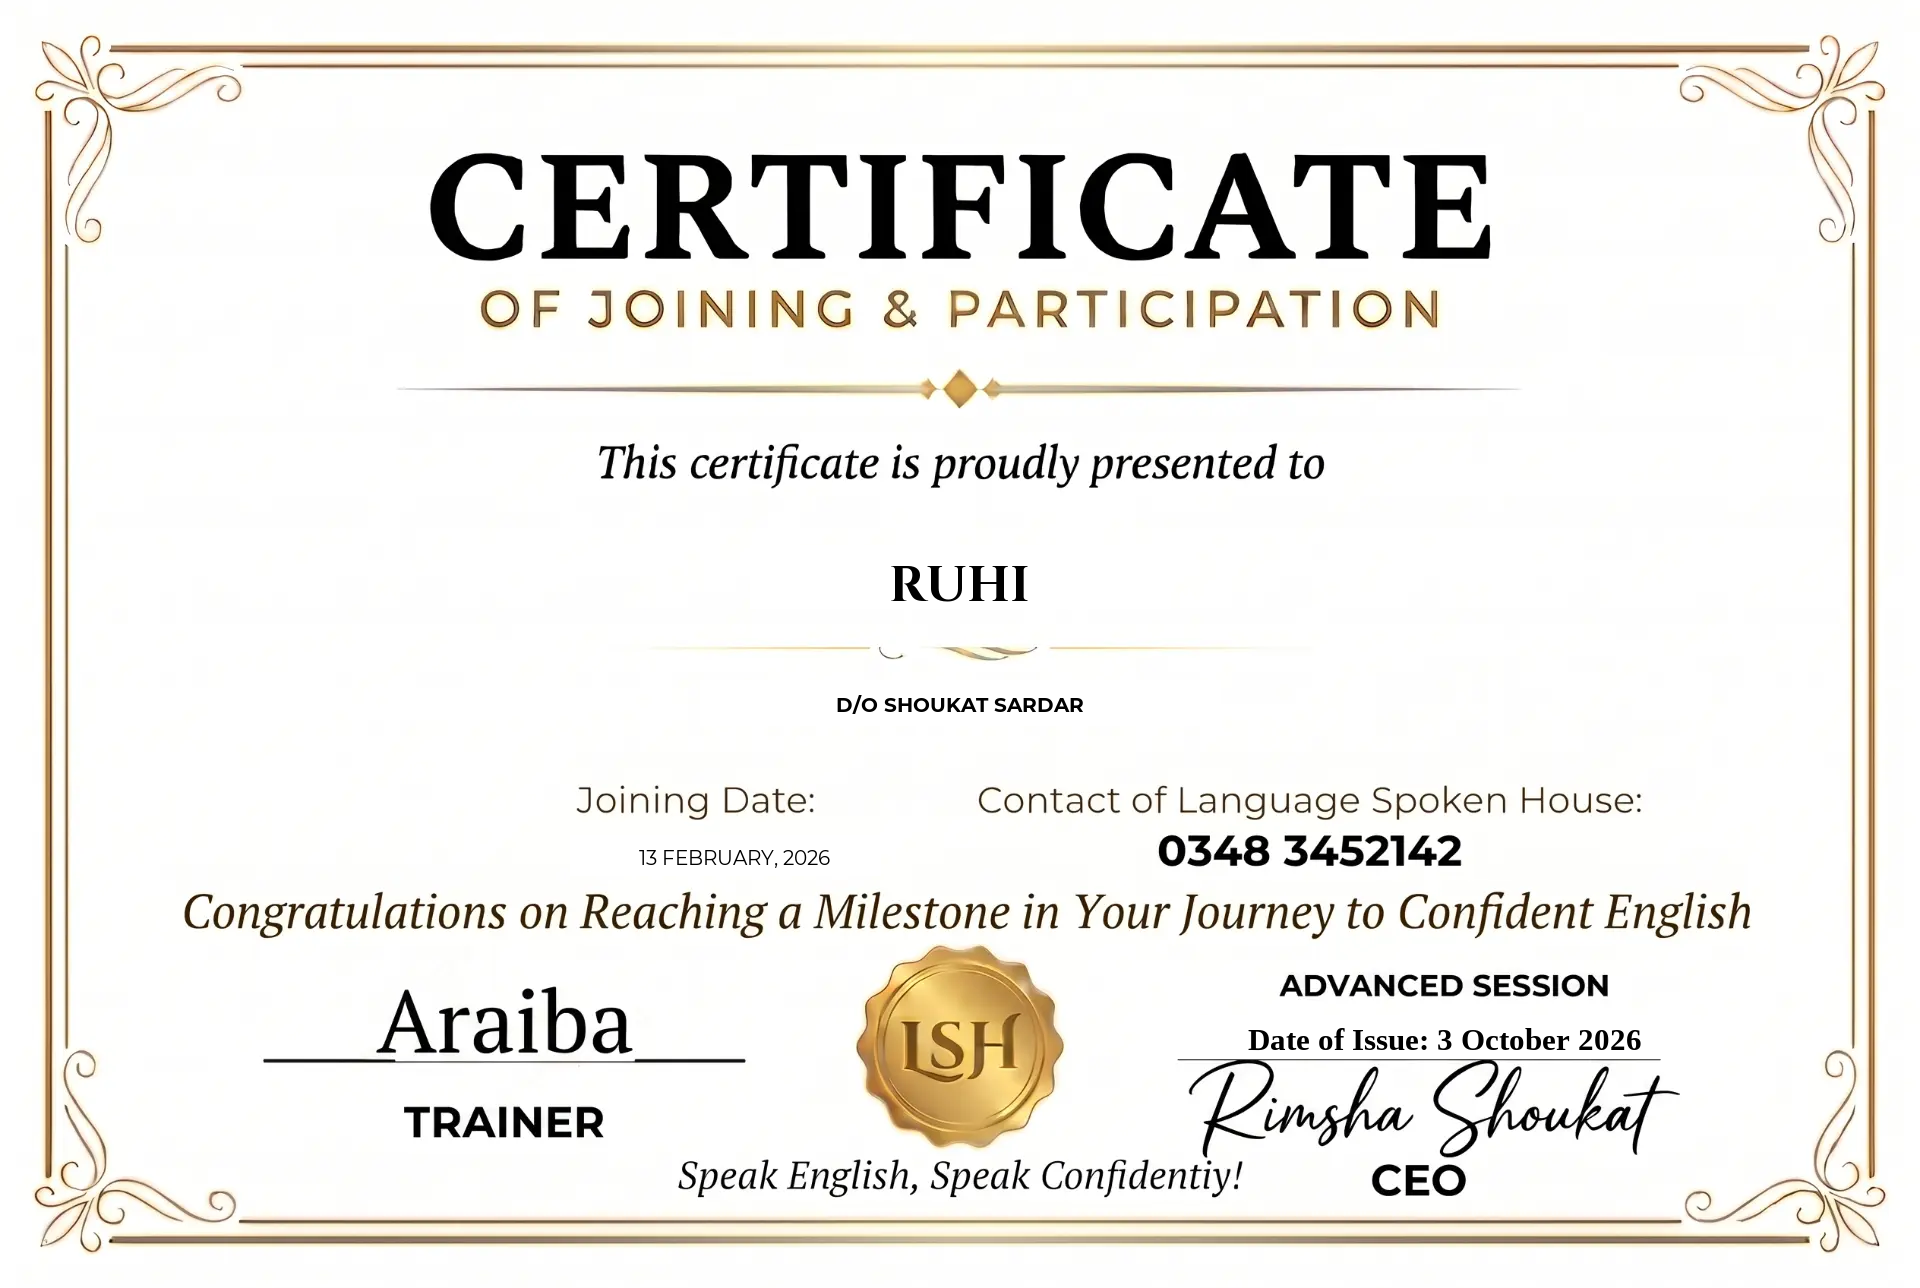 CERTIFICATE
OF JOINING & PARTICIPATION
This certificate is proudly presented to
RUHI
D/O SHOUKAT SARDAR
Joining Date:
13 FEBRUARY, 2026
Contact of Language Spoken House:
0348 3452142
Congratulations on Reaching a Milestone in Your Journey to Confident English
Araiba
TRAINER
LSH
ADVANCED SESSION
Date of Issue: 3 October 2026
Rimsha Shoukat
CEO
Speak English, Speak Confidentiy!